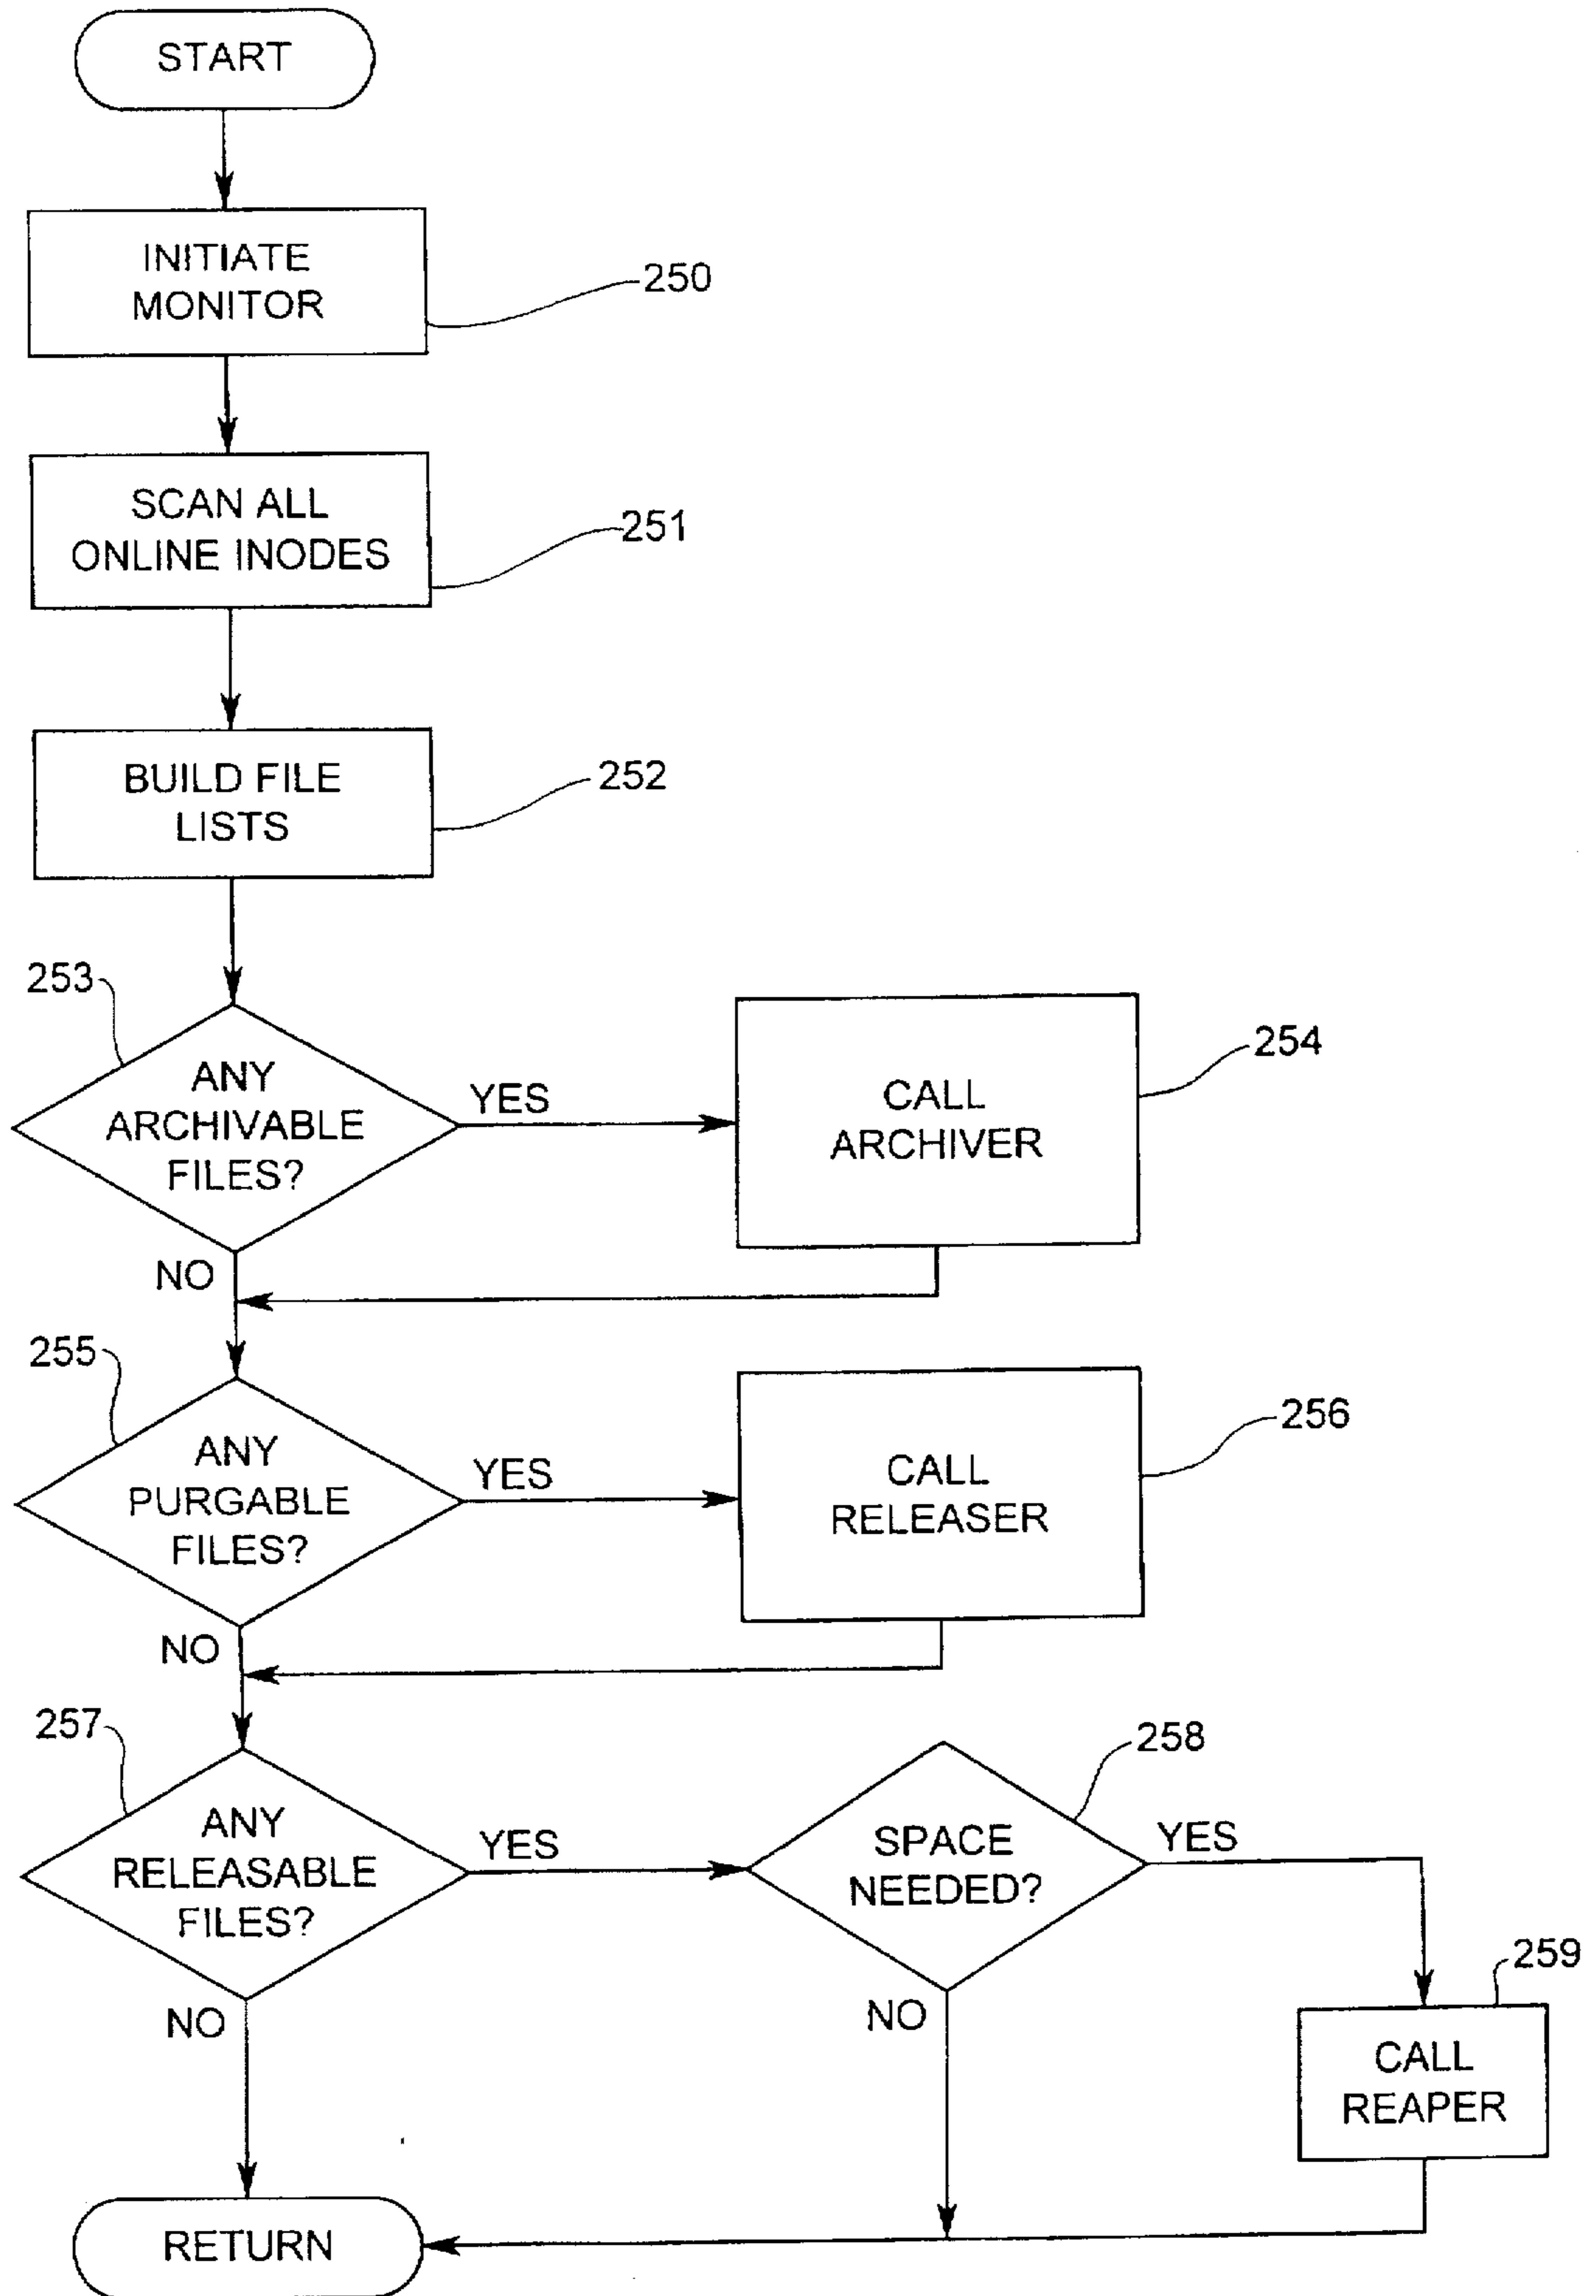 START
INITIATE
MONITOR
250
SCAN ALL
ONLINE INODES
251
BUILD FILE
LISTS
252
253
ANY
ARCHIVABLE
FILES?
YES
CALL
ARCHIVER
254
NO
255
ANY
PURGABLE
FILES?
YES
CALL
RELEASER
256
NO
257
ANY
RELEASABLE
FILES?
YES
258
SPACE
NEEDED?
YES
259
CALL
REAPER
NO
NO
RETURN